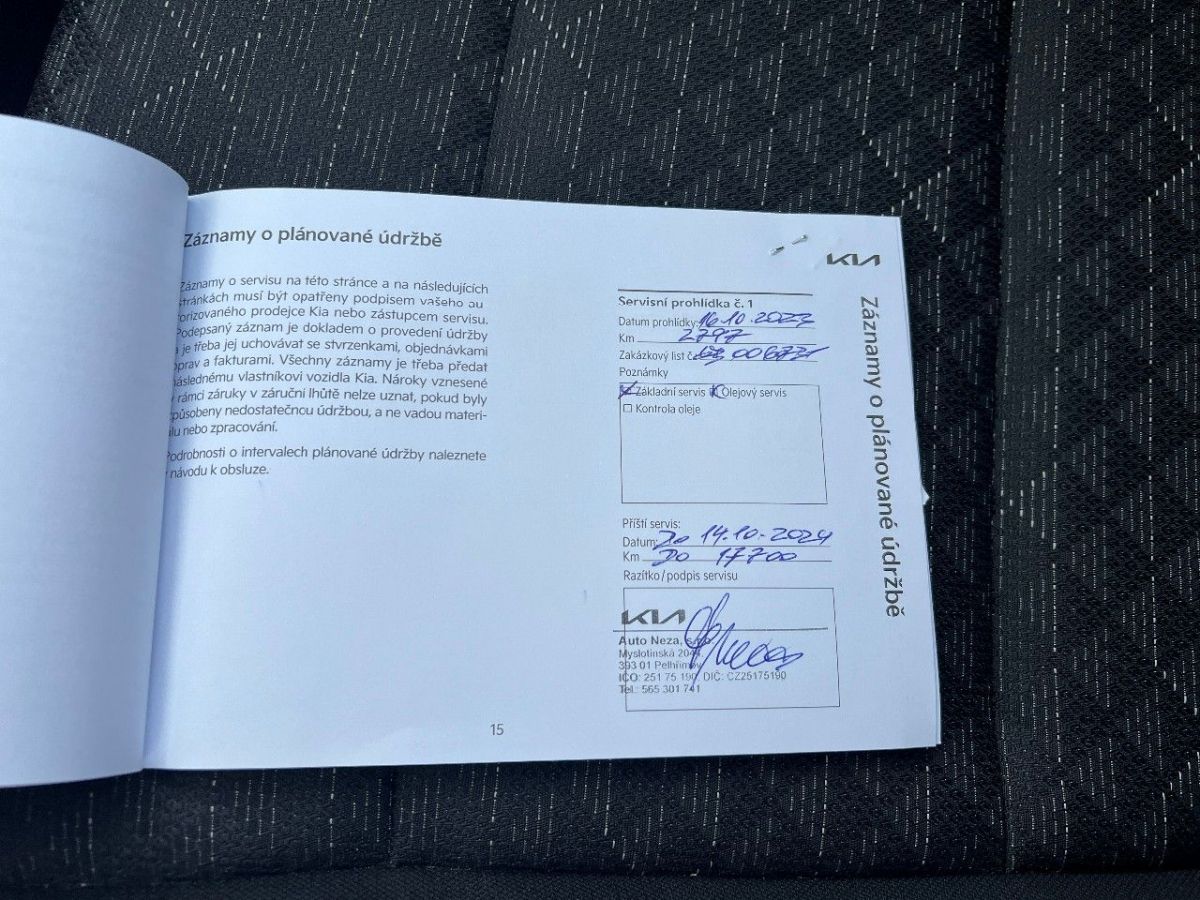 Záznamy o plánované údržbě
Záznamy o servisu na této stránce a na následujících
stránkách musí být opatřeny podpisem vašeho au-
torizovaného prodejce Kia nebo zástupcem servisu.
Podepsaný záznam je dokladem o provedení údržby
a je třeba jej uchovávat se stvrzenkami, objednávkami
oprav a fakturami. Všechny záznamy je třeba předat
následnému vlastníkovi vozidla Kia. Nároky vznesené
v rámci záruky v záruční lhůtě nelze uznat, pokud byly
způsobeny nedostatečnou údržbou, a ne vadou materi-
álu nebo zpracování.
Podrobnosti o intervalech plánované údržby naleznete
v návodu k obsluze.
15
KIA
Servisní prohlídka č. 1
Datum prohlídky: 16.10.2023
Km 2797
Zakázkový list č.
Poznámky
Základní servis Olejový servis
Kontrola oleje
Příští servis:
Datum: Do 14.10.2024
Km Do 17700
Razítko/podpis servisu
KIA
Auto Neza, s.r.o.
Myslotínská
393 01 Pelhřimov
IČO: 251 75 190, DIČ: CZ25175190
Tel.: 565 301 741
Záznamy o plánované údržbě